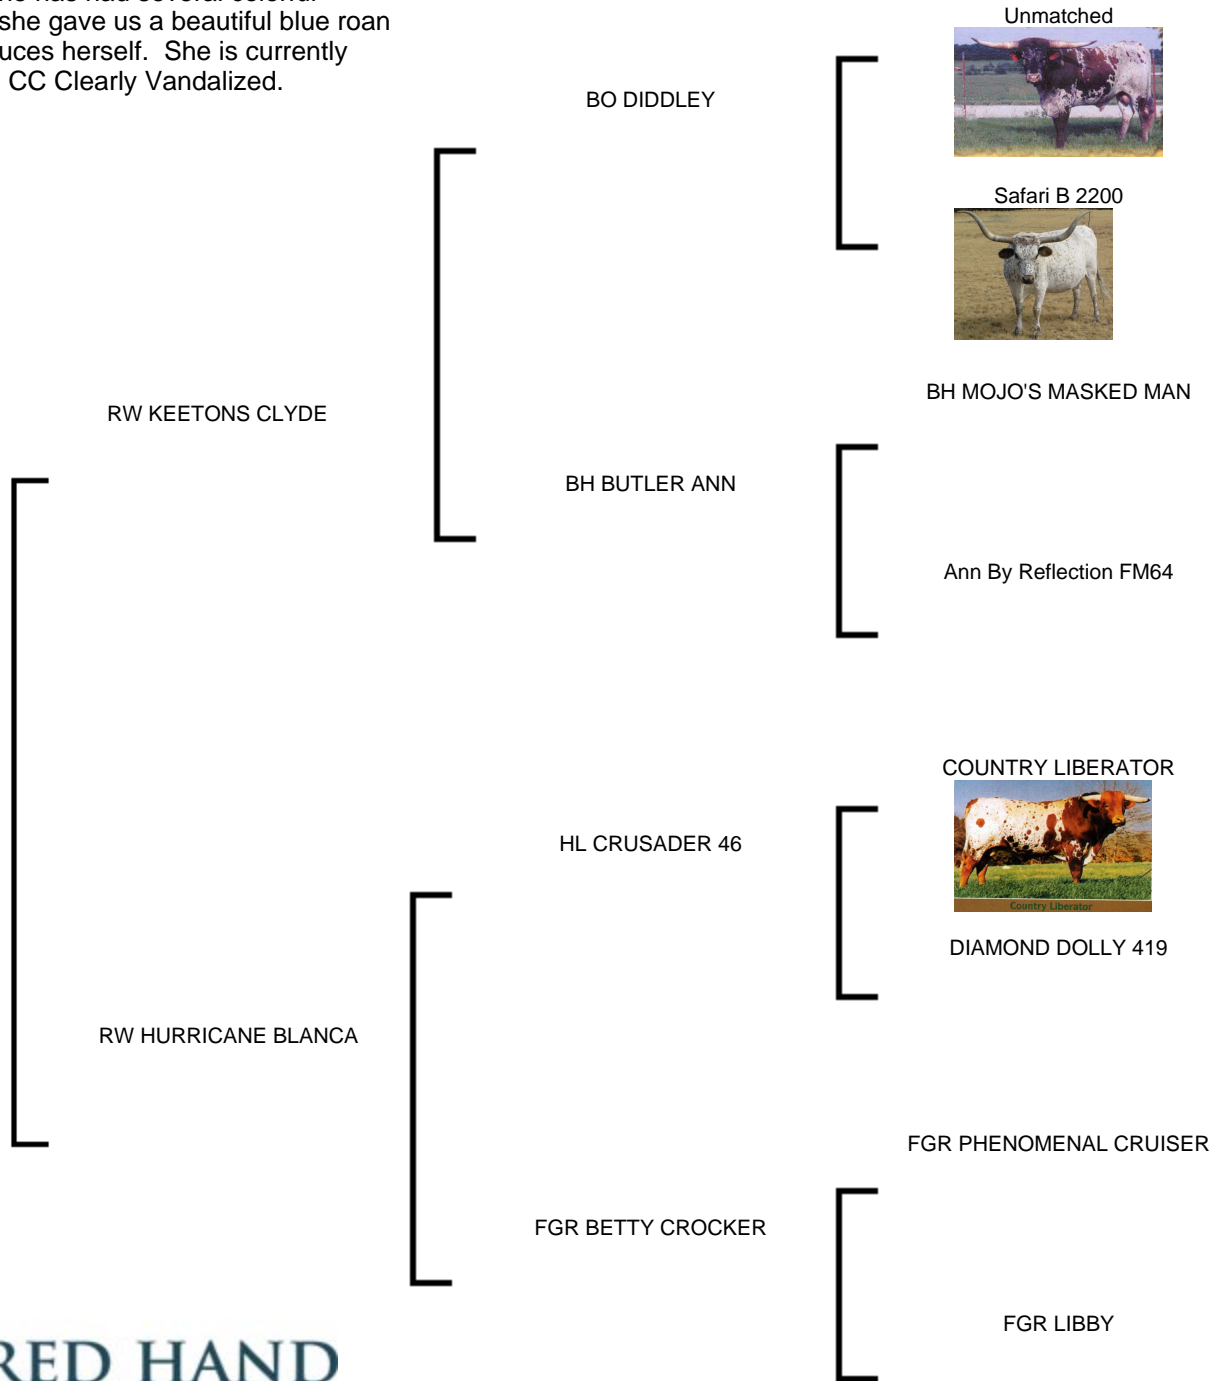 she gave us a beautiful blue roan
herself. She is currently
CC Clearly Vandalized.
Unmatched
BO DIDDLEY
Safari B 2200
BH MOJO'S MASKED MAN
RW KEETONS CLYDE
BH BUTLER ANN
Ann By Reflection FM64
COUNTRY LIBERATOR
HL CRUSADER 46
Country Liberator
DIAMOND DOLLY 419
RW HURRICANE BLANCA
FGR PHENOMENAL CRUISER
FGR BETTY CROCKER
FGR LIBBY
RED HAND